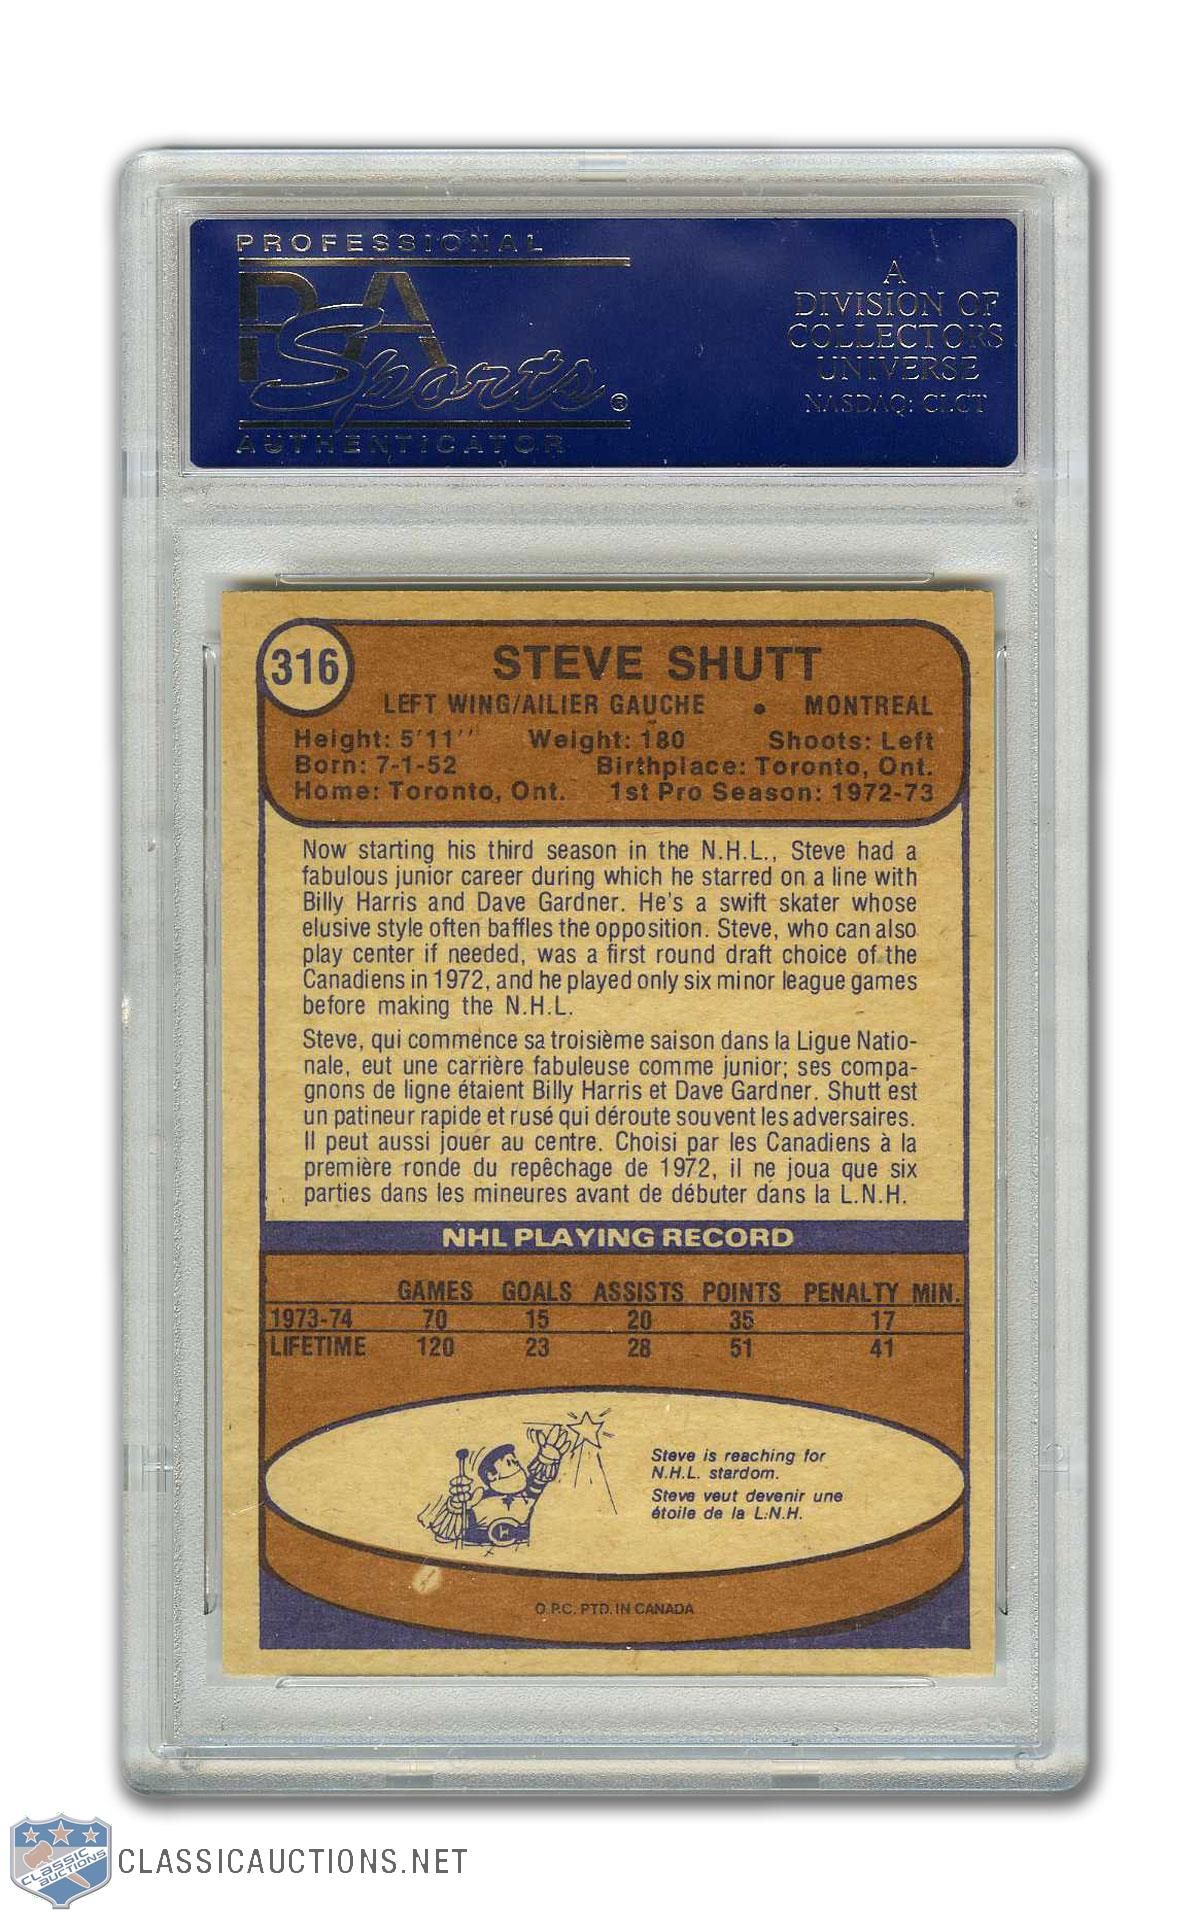 PROFESSIONAL
PSA
Sports®
AUTHENTICATOR
A
DIVISION OF
COLLECTORS
UNIVERSE
NASDAQ: CLCT
316
STEVE SHUTT
LEFT WING/AILIER GAUCHE • MONTREAL
Height: 5'11'' Weight: 180 Shoots: Left
Born: 7-1-52 Birthplace: Toronto, Ont.
Home: Toronto, Ont. 1st Pro Season: 1972-73
Now starting his third season in the N.H.L., Steve had a
fabulous junior career during which he starred on a line with
Billy Harris and Dave Gardner. He's a swift skater whose
elusive style often baffles the opposition. Steve, who can also
play center if needed, was a first round draft choice of the
Canadiens in 1972, and he played only six minor league games
before making the N.H.L.
Steve, qui commence sa troisième saison dans la Ligue Natio-
nale, eut une carrière fabuleuse comme junior; ses compa-
gnons de ligne étaient Billy Harris et Dave Gardner. Shutt est
un patineur rapide et rusé qui déroute souvent les adversaires.
Il peut aussi jouer au centre. Choisi par les Canadiens à la
première ronde du repêchage de 1972, il ne joua que six
parties dans les mineures avant de débuter dans la L.N.H.
NHL PLAYING RECORD
GAMES GOALS ASSISTS POINTS PENALTY MIN.
1973-74 70 15 20 35 17
LIFETIME 120 23 28 51 41
Steve is reaching for
N.H.L. stardom.
Steve veut devenir une
étoile de la L.N.H.
H
O.P.C. PTD. IN CANADA
CLASSIC
AUCTIONS
CLASSICAUCTIONS.NET